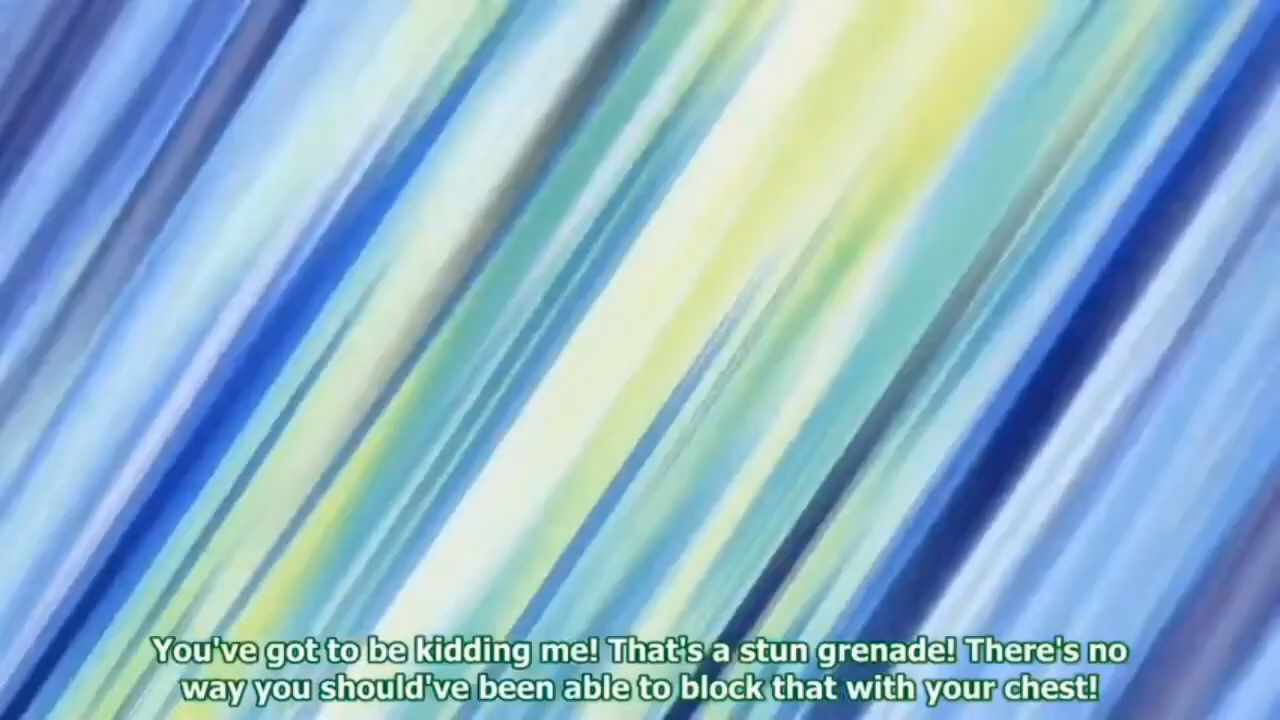 You've got to be kidding me! That's a stun grenade! There's no
way you should've been able to block that with your chest!